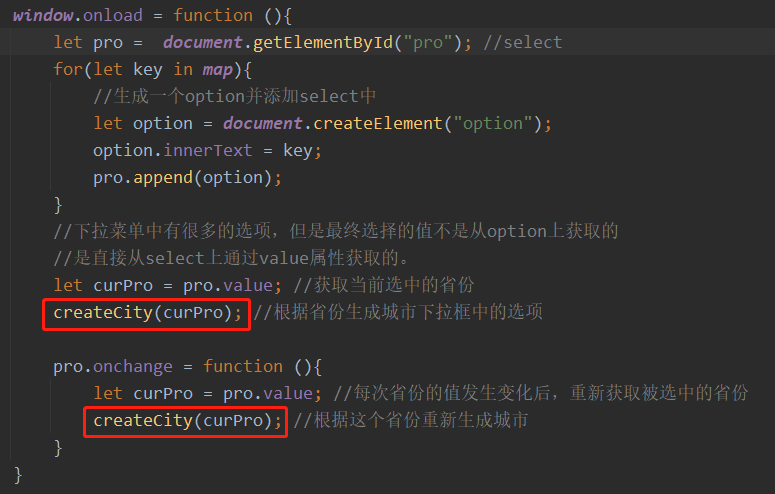 window.onload = function (){
    let pro =  document.getElementById("pro"); //select
    for(let key in map){
        //生成一个option并添加select中
        let option = document.createElement("option");
        option.innerText = key;
        pro.append(option);
    }
    //下拉菜单中有很多的选项，但是最终选择的值不是从option上获取的
    //是直接从select上通过value属性获取的。
    let curPro = pro.value; //获取当前选中的省份
    createCity(curPro); //根据省份生成城市下拉框中的选项
    pro.onchange = function (){
        let curPro = pro.value; //每次省份的值发生变化后，重新获取被选中的省份
        createCity(curPro); //根据这个省份重新生成城市
    }
}